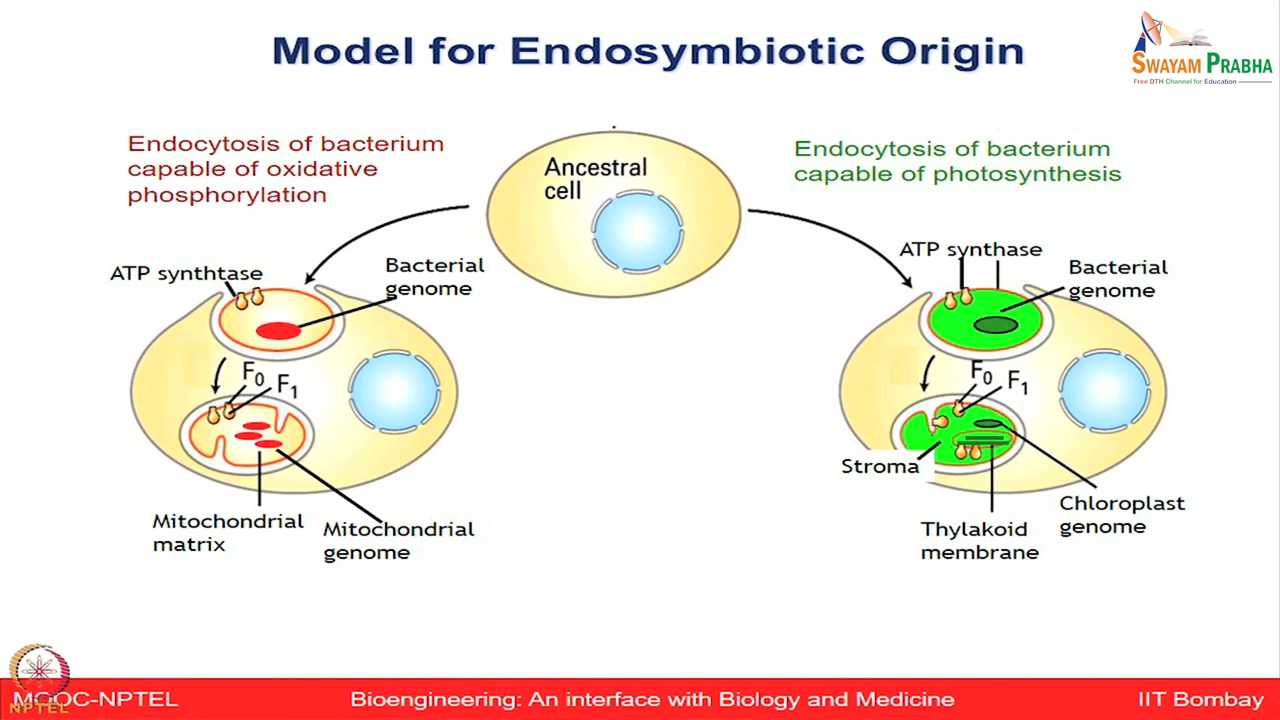 Model for Endosymbiotic Origin
SWAYAM PRABHA
Free DTH Channel for Education
Endocytosis of bacterium
capable of oxidative
phosphorylation
Ancestral
cell
Endocytosis of bacterium
capable of photosynthesis
ATP synthtase
Bacterial
genome
F0
F1
Mitochondrial
matrix
Mitochondrial
genome
ATP synthase
Bacterial
genome
F0
F1
Stroma
Thylakoid
membrane
Chloroplast
genome
NPTEL
MOOC-NPTEL
Bioengineering: An interface with Biology and Medicine
IIT Bombay